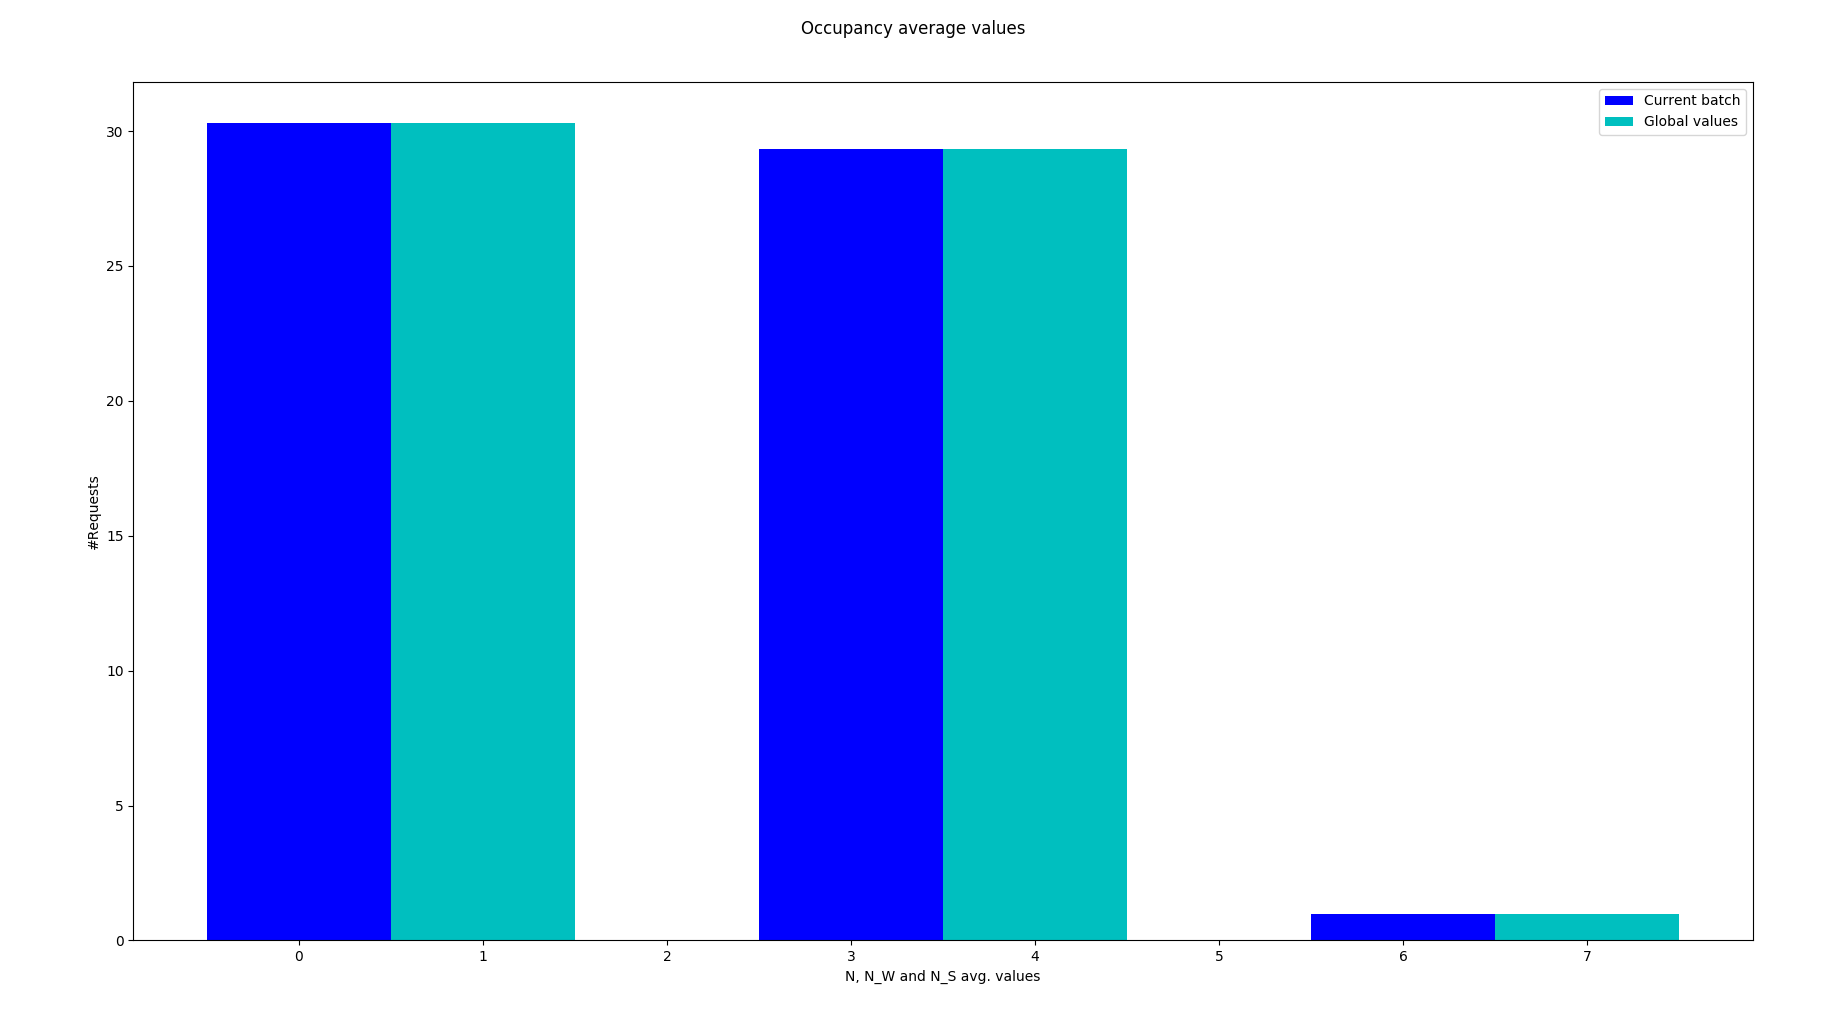 Occupancy average values
Current batch
Global values
30
25
20
15
10
5
0
#Requests
0 1 2 3 4 5 6 7
N, N_W and N_S avg. values